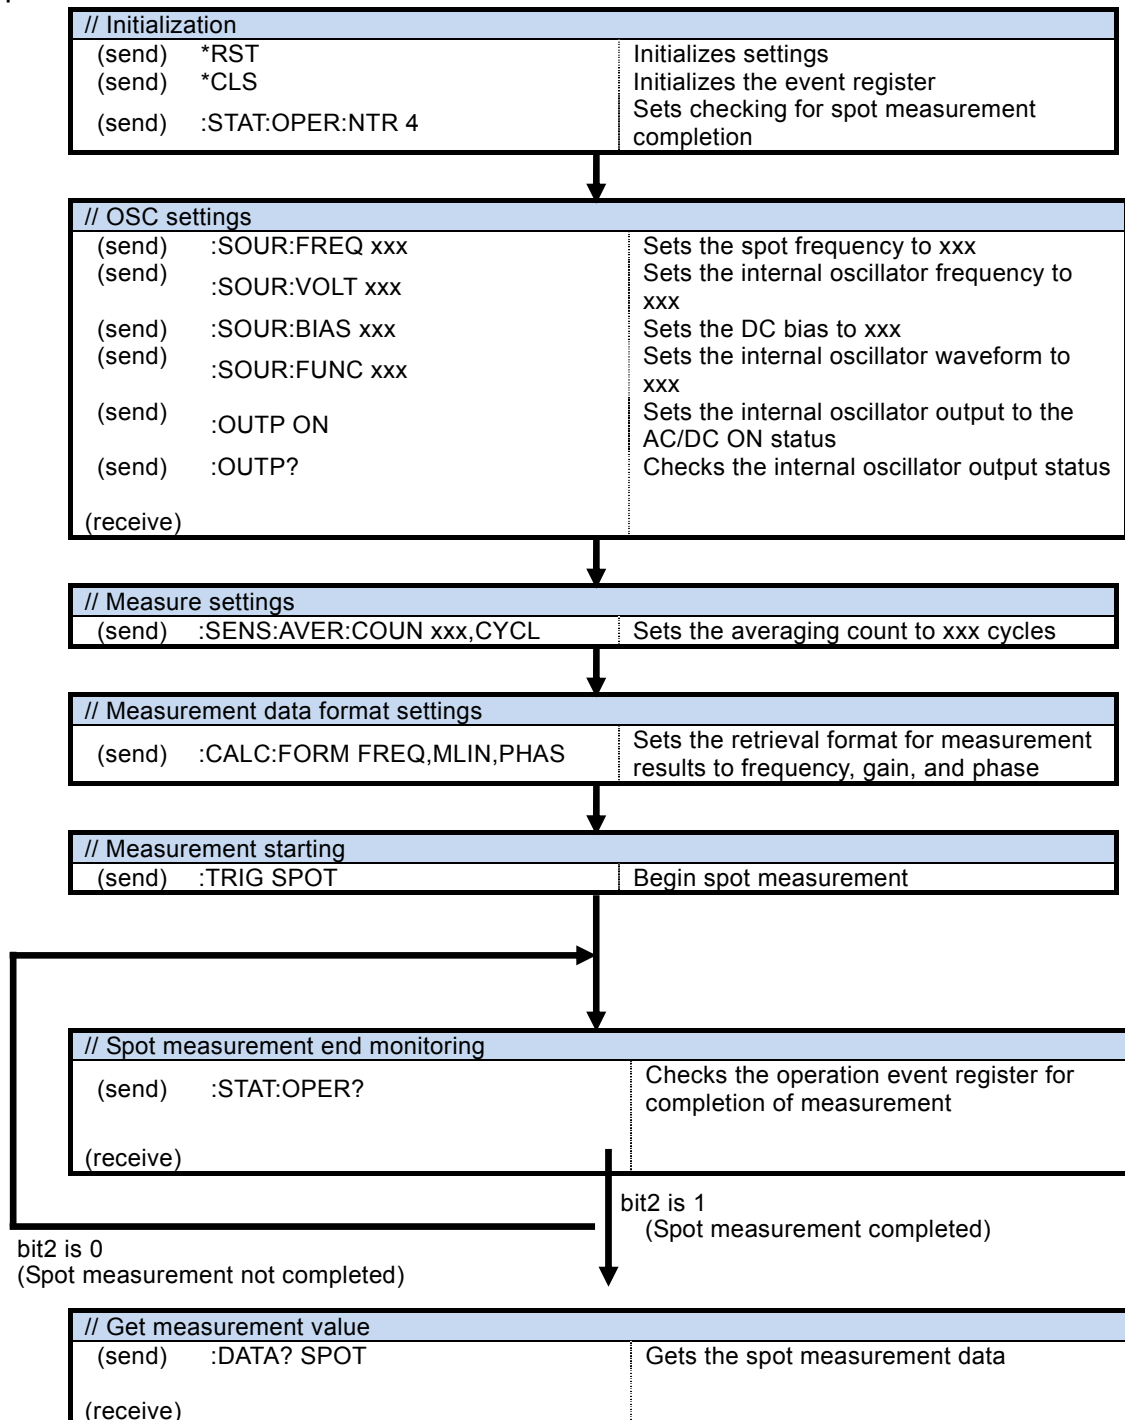 // Initialization
(send) *RST Initializes settings
(send) *CLS Initializes the event register
(send) :STAT:OPER:NTR 4 Sets checking for spot measurement
completion
// OSC settings
(send) :SOUR:FREQ xxx Sets the spot frequency to xxx
(send) :SOUR:VOLT xxx Sets the internal oscillator frequency to
xxx
(send) :SOUR:BIAS xxx Sets the DC bias to xxx
(send) :SOUR:FUNC xxx Sets the internal oscillator waveform to
xxx
(send) :OUTP ON Sets the internal oscillator output to the
AC/DC ON status
(send) :OUTP? Checks the internal oscillator output status
(receive)
// Measure settings
(send) :SENS:AVER:COUN xxx,CYCL Sets the averaging count to xxx cycles
// Measurement data format settings
(send) :CALC:FORM FREQ,MLIN,PHAS Sets the retrieval format for measurement
results to frequency, gain, and phase
// Measurement starting
(send) :TRIG SPOT Begin spot measurement
// Spot measurement end monitoring
(send) :STAT:OPER? Checks the operation event register for
completion of measurement
(receive)
bit2 is 1
(Spot measurement completed)
bit2 is 0
(Spot measurement not completed)
// Get measurement value
(send) :DATA? SPOT Gets the spot measurement data
(receive)